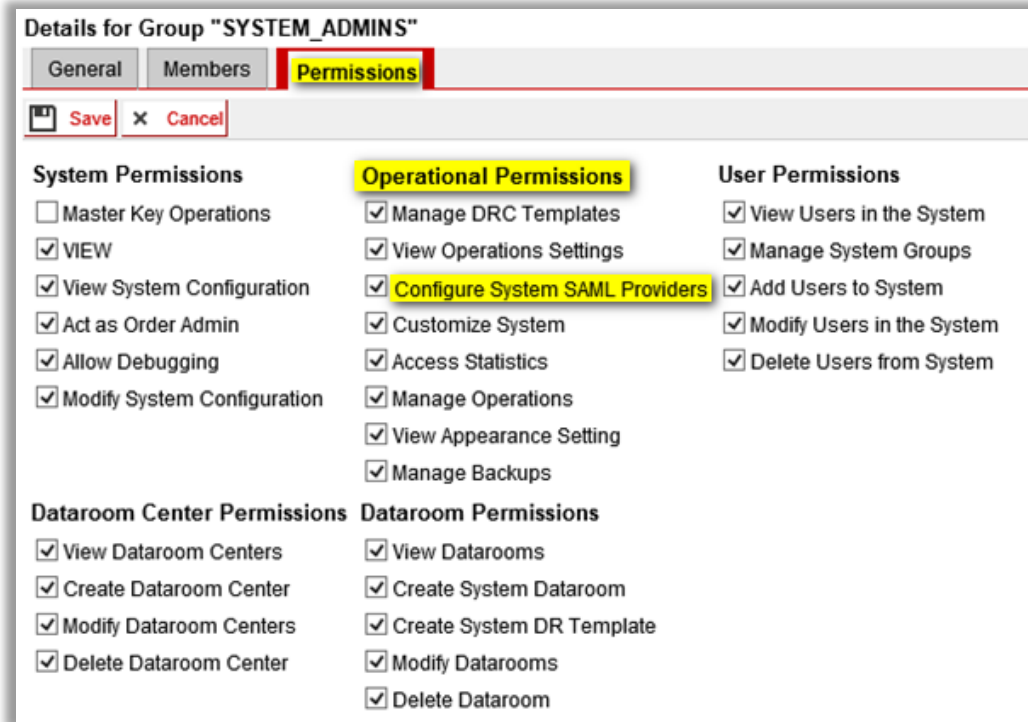 Details for Group "SYSTEM_ADMINS"
General Members Permissions
Save Cancel
System Permissions
Master Key Operations
VIEW
View System Configuration
Act as Order Admin
Allow Debugging
Modify System Configuration
Operational Permissions
Manage DRC Templates
View Operations Settings
Configure System SAML Providers
Customize System
Access Statistics
Manage Operations
View Appearance Setting
Manage Backups
User Permissions
View Users in the System
Manage System Groups
Add Users to System
Modify Users in the System
Delete Users from System
Dataroom Center Permissions
View Dataroom Centers
Create Dataroom Center
Modify Dataroom Centers
Delete Dataroom Center
Dataroom Permissions
View Datarooms
Create System Dataroom
Create System DR Template
Modify Datarooms
Delete Dataroom